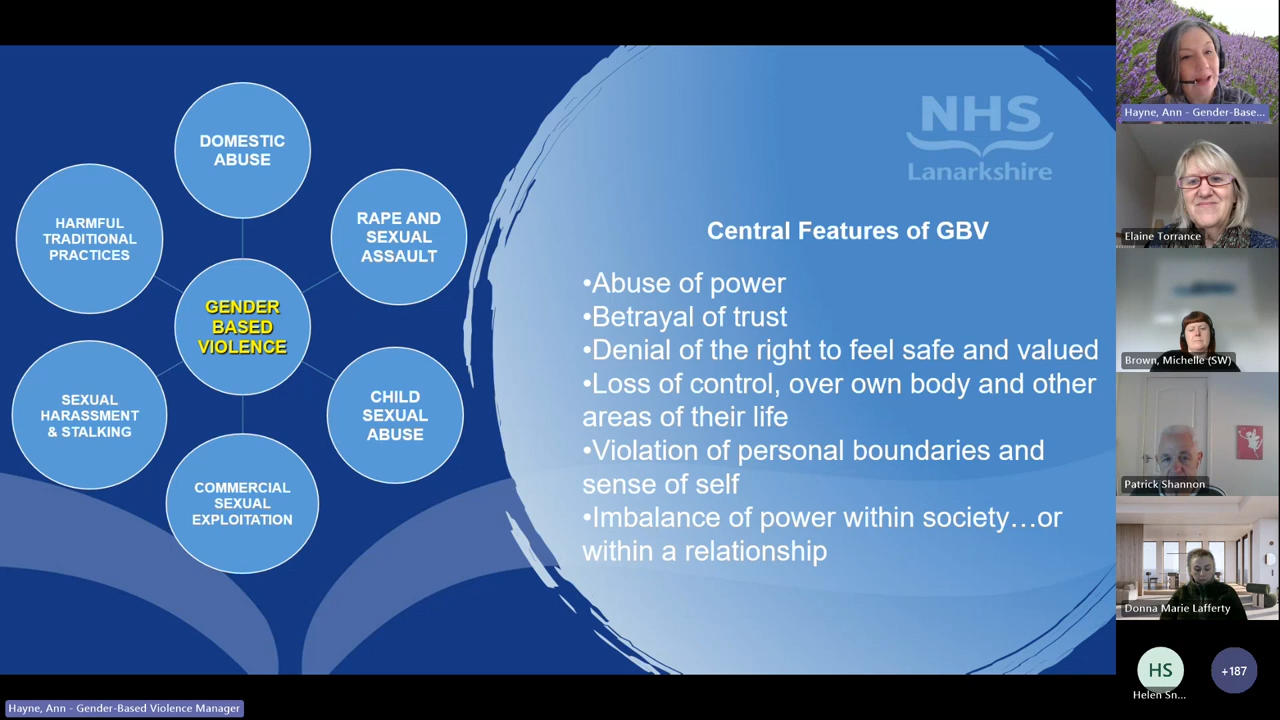 DOMESTIC
ABUSE
HARMFUL
TRADITIONAL
PRACTICES
RAPE AND
SEXUAL
ASSAULT
GENDER
BASED
VIOLENCE
SEXUAL
HARASSMENT
& STALKING
CHILD
SEXUAL
ABUSE
COMMERCIAL
SEXUAL
EXPLOITATION
NHS
Lanarkshire
Central Features of GBV
•Abuse of power
•Betrayal of trust
•Denial of the right to feel safe and valued
•Loss of control, over own body and other
areas of their life
•Violation of personal boundaries and
sense of self
•Imbalance of power within society…or
within a relationship
Hayne, Ann - Gender-Base...
Elaine Torrance
Brown, Michelle (SW)
Patrick Shannon
Donna Marie Lafferty
HS
+187
Helen Sn...
Hayne, Ann - Gender-Based Violence Manager